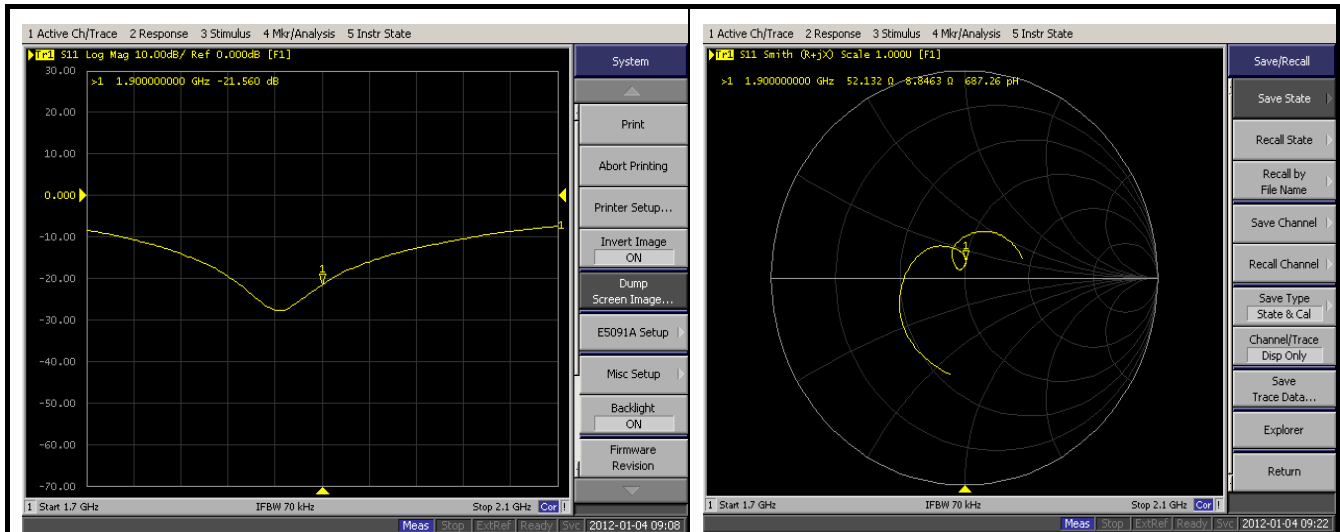 1 Active Ch/Trace 2 Response 3 Stimulus 4 Mkr/Analysis 5 Instr State
Tr1 S11 Log Mag 10.00dB/ Ref 0.000dB [F1]
30.00
>1 1.900000000 GHz -21.560 dB
20.00
10.00
0.000
-10.00
-20.00
-30.00
-40.00
-50.00
-60.00
-70.00
1
1
1 Start 1.7 GHz IFBW 70 kHz Stop 2.1 GHz Cor !
Meas Stop ExtRef Ready Svc 2012-01-04 09:08
System
Print
Abort Printing
Printer Setup...
Invert Image
ON
Dump
Screen Image...
E5091A Setup
Misc Setup
Backlight
ON
Firmware
Revision
1 Active Ch/Trace 2 Response 3 Stimulus 4 Mkr/Analysis 5 Instr State
Tr1 S11 Smith (R+jX) Scale 1.000U [F1]
>1 1.900000000 GHz 52.132 Ω 8.8463 Ω 687.26 pH
1
1 Start 1.7 GHz IFBW 70 kHz Stop 2.1 GHz Cor !
Meas Stop ExtRef Ready Svc 2012-01-04 09:22
Save/Recall
Save State
Recall State
Recall by
File Name
Save Channel
Recall Channel
Save Type
State & Cal
Channel/Trace
Disp Only
Save
Trace Data...
Explorer
Return